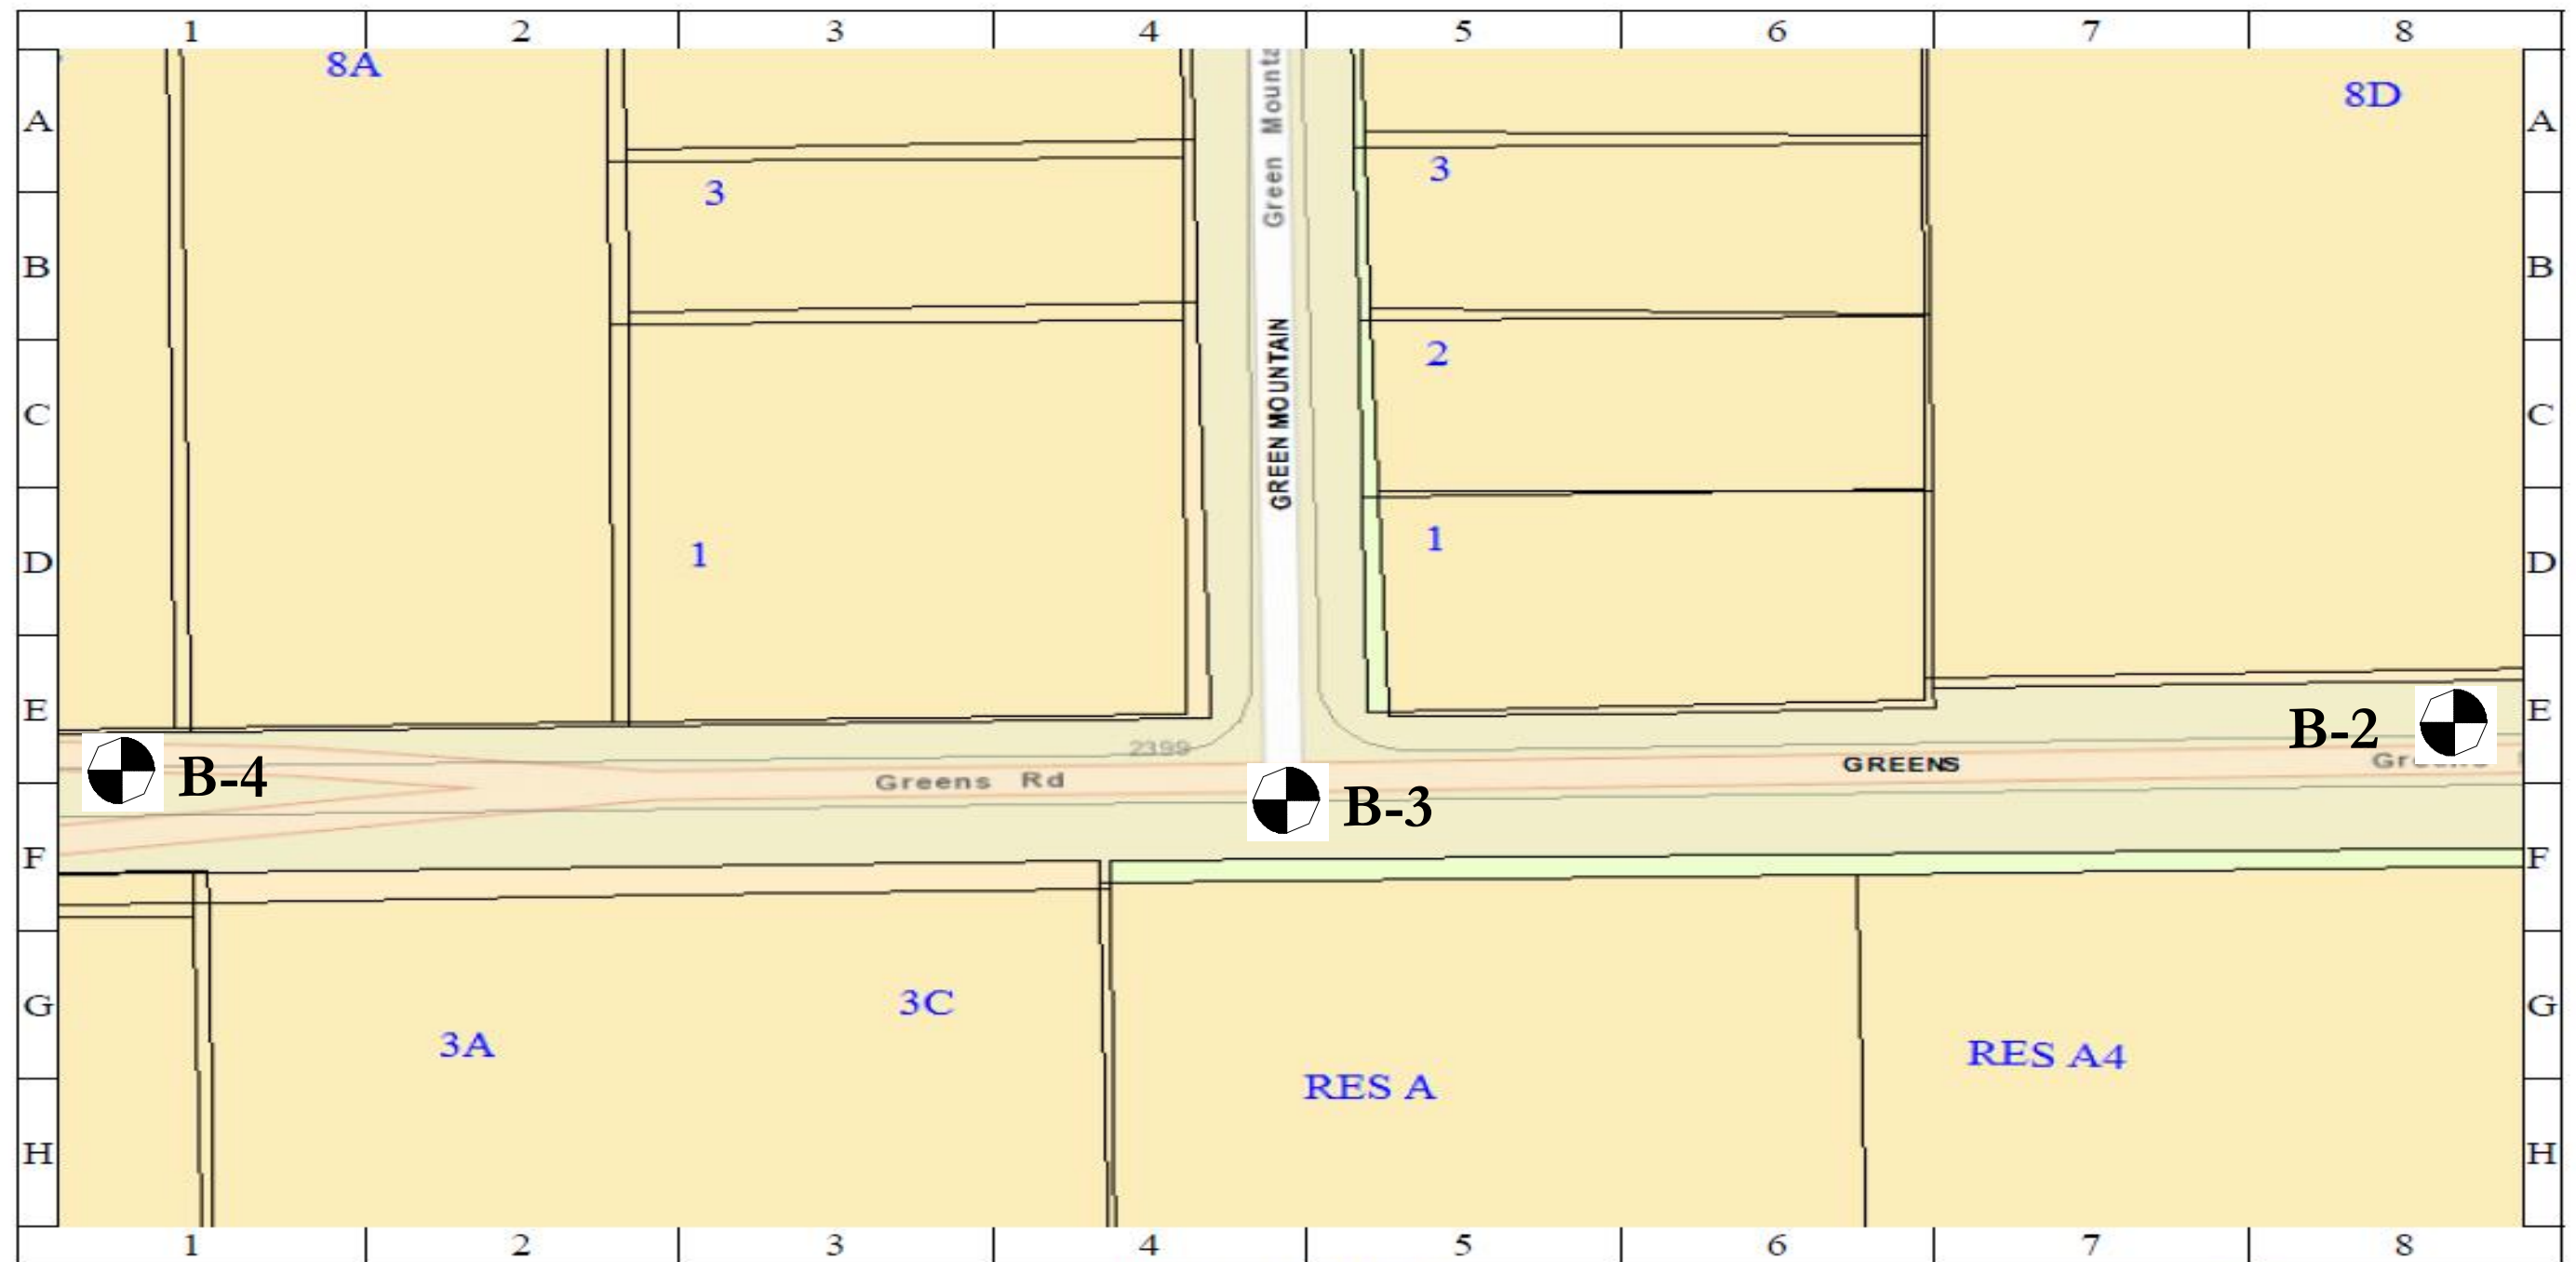 1 2 3 4 5 6 7 8
8A
8D
A A
Green Mounta
3
3
B B
GREEN MOUNTAIN
2
C C
1
1
D D
E E
B-2
2399
GREENS
B-4
Greens Rd
B-3
F F
3C
G G
3A
RES A4
RES A
H H
1 2 3 4 5 6 7 8